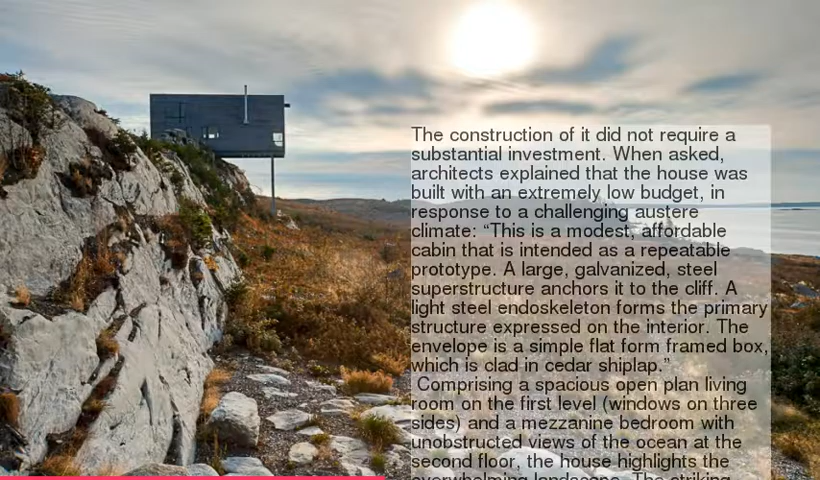 The construction of it did not require a
substantial investment. When asked,
architects explained that the house was
built with an extremely low budget, in
response to a challenging austere
climate: “This is a modest, affordable
cabin that is intended as a repeatable
prototype. A large, galvanized, steel
superstructure anchors it to the cliff. A
light steel endoskeleton forms the primary
structure expressed on the interior. The
envelope is a simple flat form framed box,
which is clad in cedar shiplap.”
Comprising a spacious open plan living
room on the first level (windows on three
sides) and a mezzanine bedroom with
unobstructed views of the ocean at the
second floor, the house highlights the
overwhelming landscape. The striking